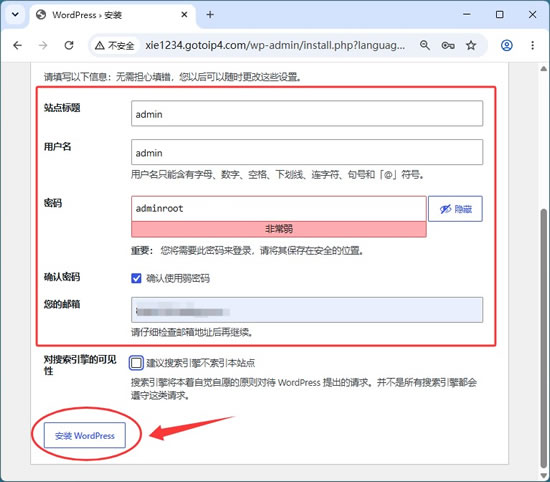 WordPress › 安装
不安全
xie1234.gotoip4.com/wp-admin/install.php?languag...
请填写以下信息：无需担心填错，您以后可以随时更改这些设置。
站点标题
admin
用户名
admin
用户名只能含有字母、数字、空格、下划线、连字符、句号和「@」符号。
密码
adminroot
隐藏
非常弱
重要： 您将需要此密码来登录，请将其保存在安全的位置。
确认密码
确认使用弱密码
您的邮箱
请仔细检查邮箱地址后再继续。
对搜索引擎的可见
性
建议搜索引擎不索引本站点
搜索引擎将本着自觉自愿的原则对待 WordPress 提出的请求。并不是所有搜索引擎都会
遵守这类请求。
安装 WordPress